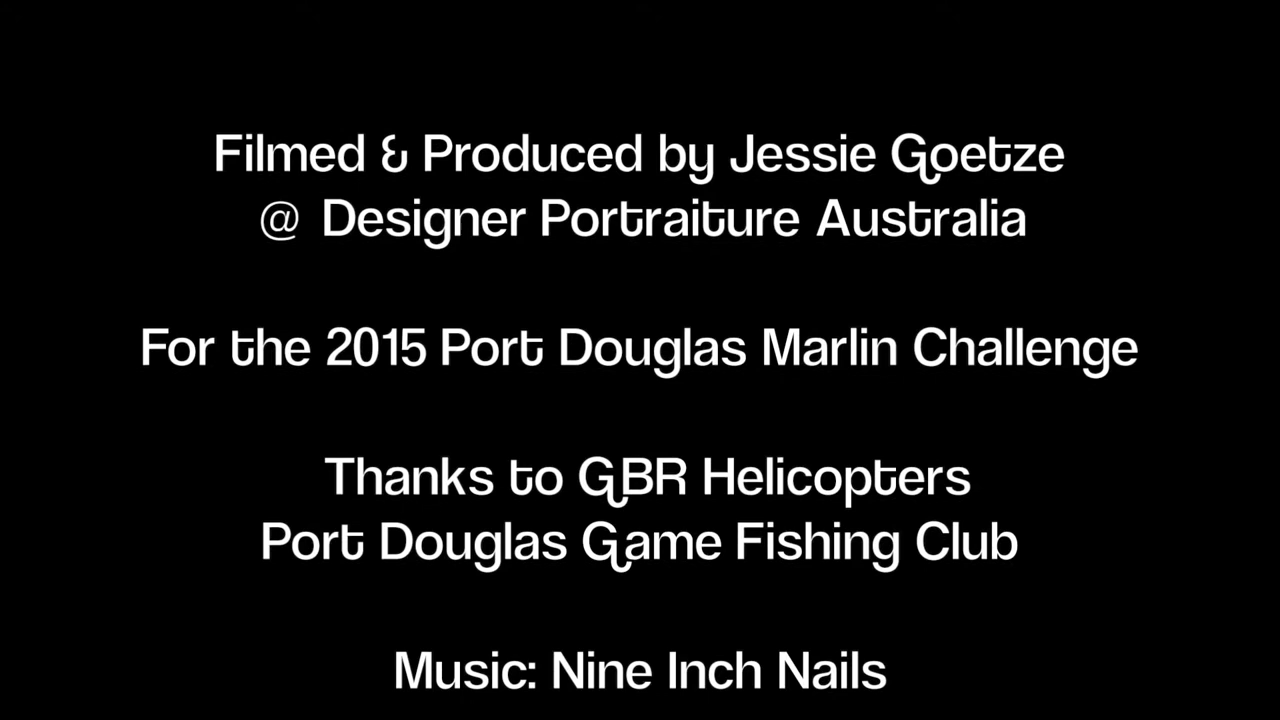 Filmed & Produced by Jessie Goetze
@ Designer Portraiture Australia
For the 2015 Port Douglas Marlin Challenge
Thanks to GBR Helicopters
Port Douglas Game Fishing Club
Music: Nine Inch Nails